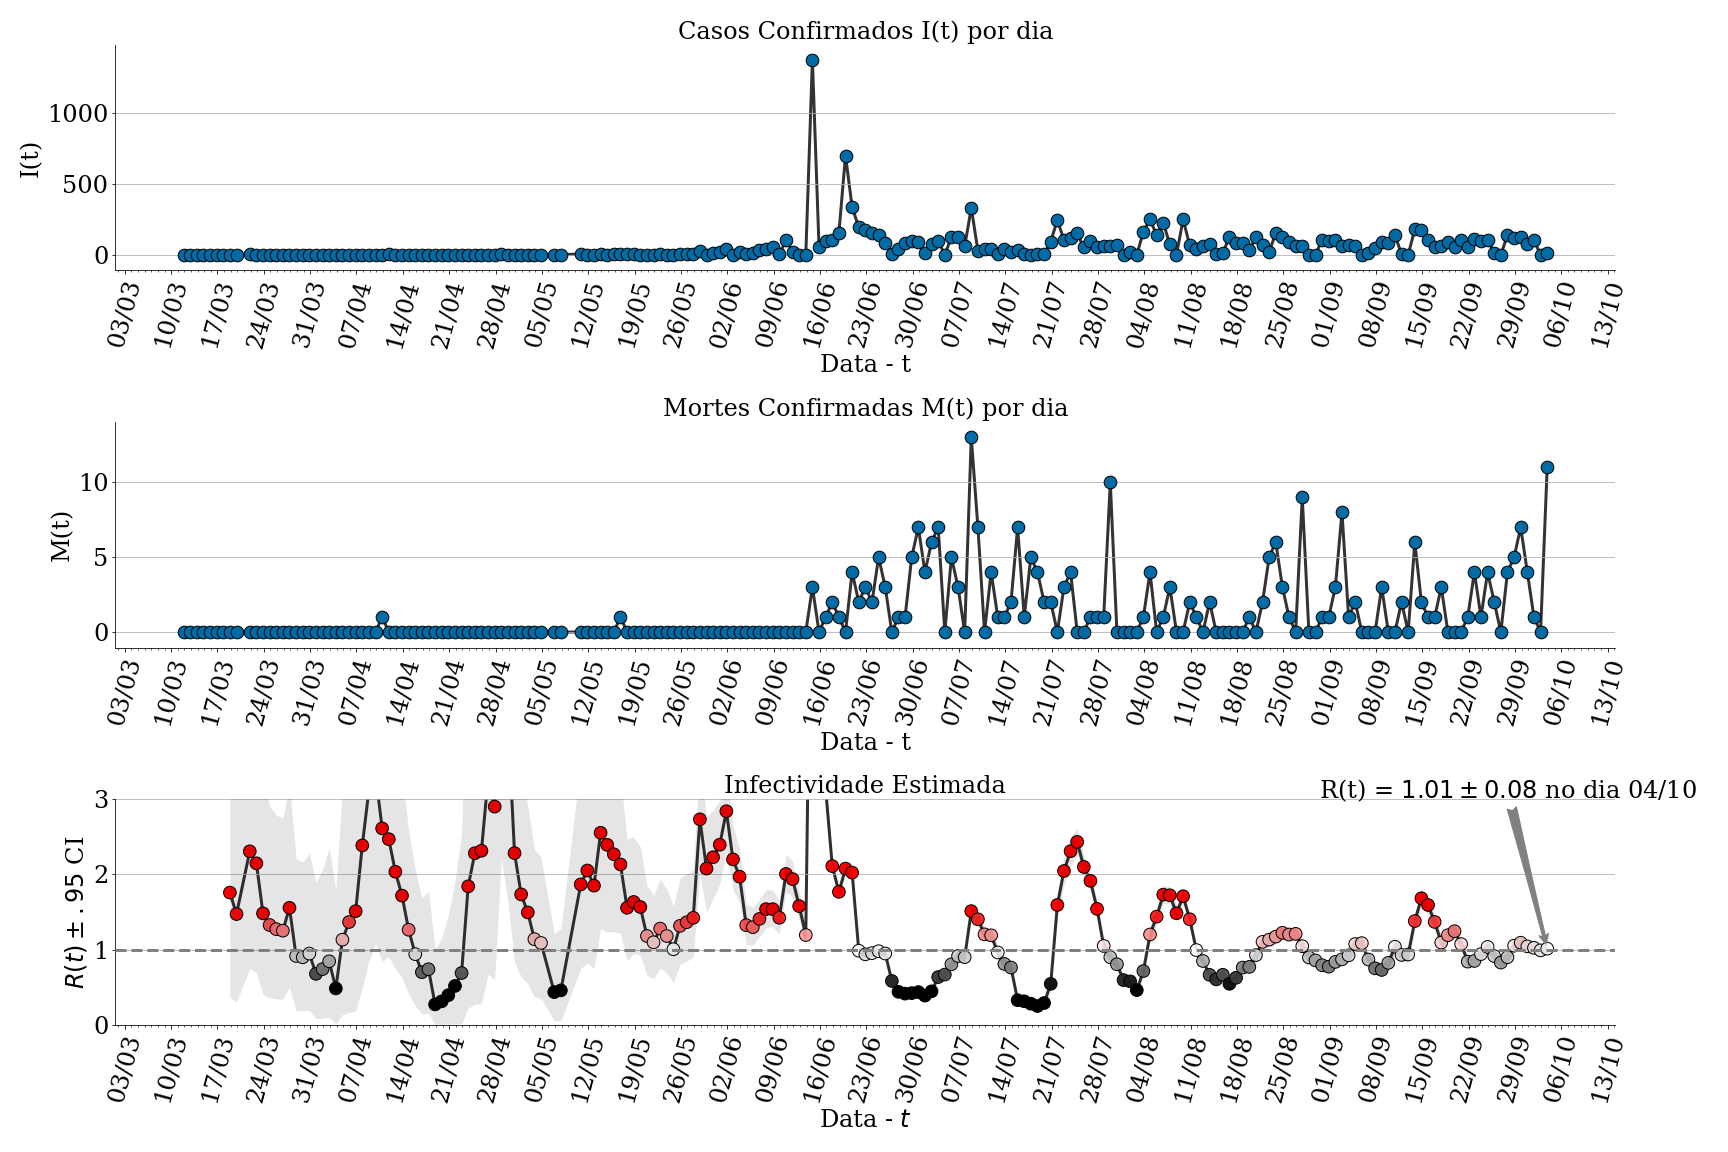 Casos Confirmados I(t) por dia
I(t)
1000
500
0
03/03 10/03 17/03 24/03 31/03 07/04 14/04 21/04 28/04 05/05 12/05 19/05 26/05 02/06 09/06 16/06 23/06 30/06 07/07 14/07 21/07 28/07 04/08 11/08 18/08 25/08 01/09 08/09 15/09 22/09 29/09 06/10 13/10
Data - t
Mortes Confirmadas M(t) por dia
M(t)
10
5
0
03/03 10/03 17/03 24/03 31/03 07/04 14/04 21/04 28/04 05/05 12/05 19/05 26/05 02/06 09/06 16/06 23/06 30/06 07/07 14/07 21/07 28/07 04/08 11/08 18/08 25/08 01/09 08/09 15/09 22/09 29/09 06/10 13/10
Data - t
Infectividade Estimada
R(t) = 1.01 ± 0.08 no dia 04/10
R(t) ± .95 CI
3
2
1
0
03/03 10/03 17/03 24/03 31/03 07/04 14/04 21/04 28/04 05/05 12/05 19/05 26/05 02/06 09/06 16/06 23/06 30/06 07/07 14/07 21/07 28/07 04/08 11/08 18/08 25/08 01/09 08/09 15/09 22/09 29/09 06/10 13/10
Data - t